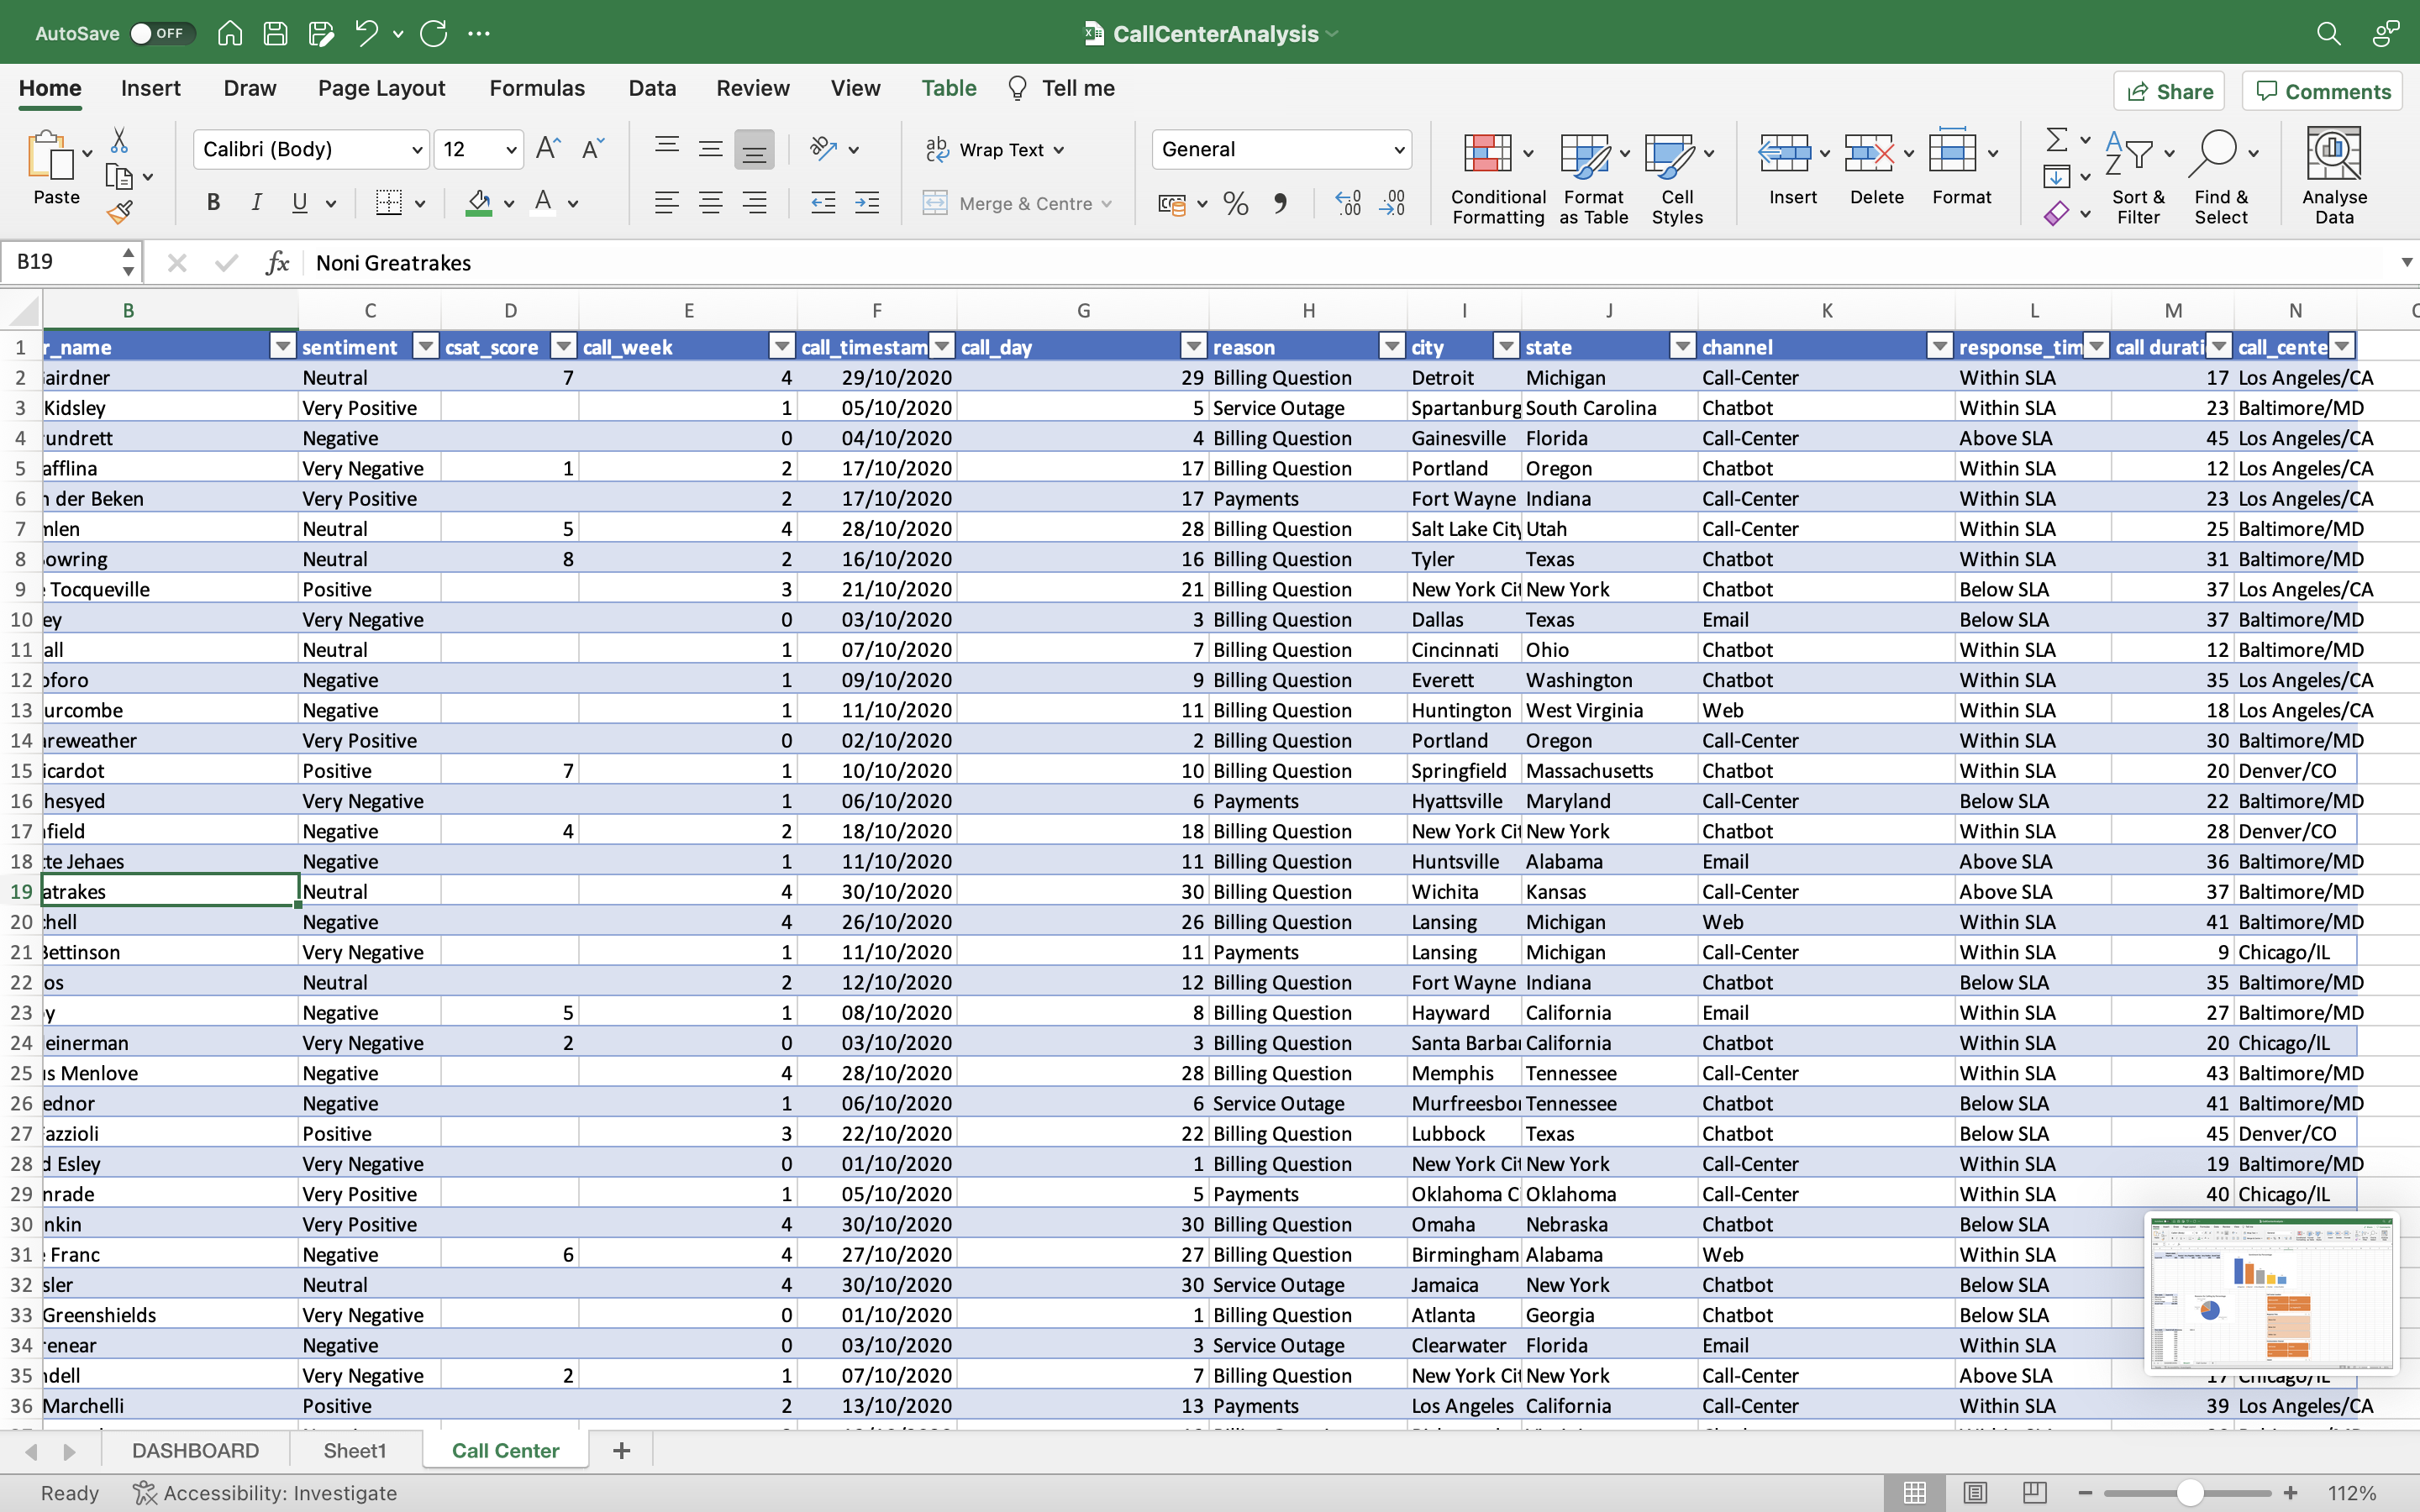 AutoSave OFF CallCenterAnalysis
Home Insert Draw Page Layout Formulas Data Review View Table Tell me Share Comments
Paste Calibri (Body) 12 Wrap Text General Conditional Formatting Format as Table Cell Styles Insert Delete Format Sort & Filter Find & Select Analyse Data
B I U Merge & Centre
B19 fx Noni Greatrakes
B C D E F G H I J K L M N
1 r_name sentiment csat_score call_week call_timestam call_day reason city state channel response_tim call durati call_cente
2 airdner Neutral 7 4 29/10/2020 29 Billing Question Detroit Michigan Call-Center Within SLA 17 Los Angeles/CA
3 Kidsley Very Positive 1 05/10/2020 5 Service Outage Spartanburg South Carolina Chatbot Within SLA 23 Baltimore/MD
4 undrett Negative 0 04/10/2020 4 Billing Question Gainesville Florida Call-Center Above SLA 45 Los Angeles/CA
5 afflina Very Negative 1 2 17/10/2020 17 Billing Question Portland Oregon Chatbot Within SLA 12 Los Angeles/CA
6 der Beken Very Positive 2 17/10/2020 17 Payments Fort Wayne Indiana Call-Center Within SLA 23 Los Angeles/CA
7 mlen Neutral 5 4 28/10/2020 28 Billing Question Salt Lake City Utah Call-Center Within SLA 25 Baltimore/MD
8 owring Neutral 8 2 16/10/2020 16 Billing Question Tyler Texas Chatbot Within SLA 31 Baltimore/MD
9 Tocqueville Positive 3 21/10/2020 21 Billing Question New York Cit New York Chatbot Below SLA 37 Los Angeles/CA
10 ey Very Negative 0 03/10/2020 3 Billing Question Dallas Texas Email Below SLA 37 Baltimore/MD
11 all Neutral 1 07/10/2020 7 Billing Question Cincinnati Ohio Chatbot Within SLA 12 Baltimore/MD
12 oforo Negative 1 09/10/2020 9 Billing Question Everett Washington Chatbot Within SLA 35 Los Angeles/CA
13 urcombe Negative 1 11/10/2020 11 Billing Question Huntington West Virginia Web Within SLA 18 Los Angeles/CA
14 reweather Very Positive 0 02/10/2020 2 Billing Question Portland Oregon Call-Center Within SLA 30 Baltimore/MD
15 icardot Positive 7 1 10/10/2020 10 Billing Question Springfield Massachusetts Chatbot Within SLA 20 Denver/CO
16 hesyed Very Negative 1 06/10/2020 6 Payments Hyattsville Maryland Call-Center Below SLA 22 Baltimore/MD
17 field Negative 4 2 18/10/2020 18 Billing Question New York Cit New York Chatbot Within SLA 28 Denver/CO
18 te Jehaes Negative 1 11/10/2020 11 Billing Question Huntsville Alabama Email Above SLA 36 Baltimore/MD
19 atrakes Neutral 4 30/10/2020 30 Billing Question Wichita Kansas Call-Center Above SLA 37 Baltimore/MD
20 chell Negative 4 26/10/2020 26 Billing Question Lansing Michigan Web Within SLA 41 Baltimore/MD
21 Bettinson Very Negative 1 11/10/2020 11 Payments Lansing Michigan Call-Center Within SLA 9 Chicago/IL
22 os Neutral 2 12/10/2020 12 Billing Question Fort Wayne Indiana Chatbot Below SLA 35 Baltimore/MD
23 y Negative 5 1 08/10/2020 8 Billing Question Hayward California Email Within SLA 27 Baltimore/MD
24 einerman Very Negative 2 0 03/10/2020 3 Billing Question Santa Barbar California Chatbot Within SLA 20 Chicago/IL
25 us Menlove Negative 4 28/10/2020 28 Billing Question Memphis Tennessee Call-Center Within SLA 43 Baltimore/MD
26 ednor Negative 1 06/10/2020 6 Service Outage Murfreesbor Tennessee Chatbot Below SLA 41 Baltimore/MD
27 azzioli Positive 3 22/10/2020 22 Billing Question Lubbock Texas Chatbot Below SLA 45 Denver/CO
28 d Esley Very Negative 0 01/10/2020 1 Billing Question New York Cit New York Call-Center Within SLA 19 Baltimore/MD
29 nrade Very Positive 1 05/10/2020 5 Payments Oklahoma C Oklahoma Call-Center Within SLA 40 Chicago/IL
30 nkin Very Positive 4 30/10/2020 30 Billing Question Omaha Nebraska Chatbot Below SLA
31 Franc Negative 6 4 27/10/2020 27 Billing Question Birmingham Alabama Web Within SLA
32 sler Neutral 4 30/10/2020 30 Service Outage Jamaica New York Chatbot Below SLA
33 Greenshields Very Negative 0 01/10/2020 1 Billing Question Atlanta Georgia Chatbot Below SLA
34 enear Negative 0 03/10/2020 3 Service Outage Clearwater Florida Email Within SLA
35 ndell Very Negative 2 1 07/10/2020 7 Billing Question New York Cit New York Call-Center Above SLA 17 Chicago/IL
36 Marchelli Positive 2 13/10/2020 13 Payments Los Angeles California Call-Center Within SLA 39 Los Angeles/CA
DASHBOARD Sheet1 Call Center +
Ready Accessibility: Investigate 112%